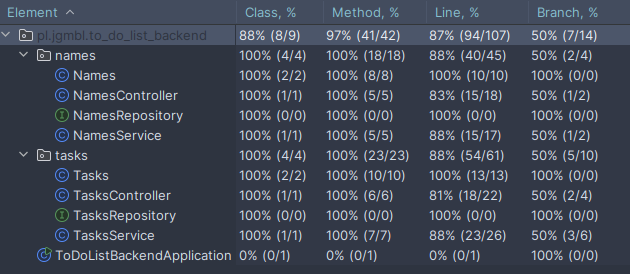 Element Class, % Method, % Line, % Branch, %
pl.jgmbl.to_do_list_backend 88% (8/9) 97% (41/42) 87% (94/107) 50% (7/14)
names 100% (4/4) 100% (18/18) 88% (40/45) 50% (2/4)
Names 100% (2/2) 100% (8/8) 100% (10/10) 100% (0/0)
NamesController 100% (1/1) 100% (5/5) 83% (15/18) 50% (1/2)
NamesRepository 100% (0/0) 100% (0/0) 100% (0/0) 100% (0/0)
NamesService 100% (1/1) 100% (5/5) 88% (15/17) 50% (1/2)
tasks 100% (4/4) 100% (23/23) 88% (54/61) 50% (5/10)
Tasks 100% (2/2) 100% (10/10) 100% (13/13) 100% (0/0)
TasksController 100% (1/1) 100% (6/6) 81% (18/22) 50% (2/4)
TasksRepository 100% (0/0) 100% (0/0) 100% (0/0) 100% (0/0)
TasksService 100% (1/1) 100% (7/7) 88% (23/26) 50% (3/6)
ToDoListBackendApplication 0% (0/1) 0% (0/1) 0% (0/1) 100% (0/0)